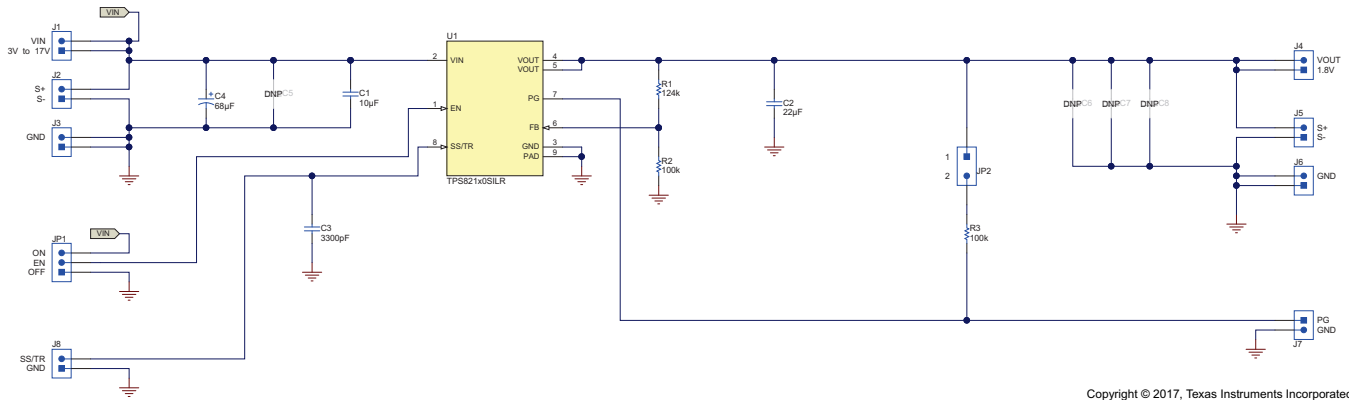 VIN
J1
VIN
3V to 17V
J2
S+
S-
J3
GND
C4
68µF
DNP C5
C1
10µF
U1
2
VIN
VOUT
4
VOUT
5
PG
7
1
EN
FB
6
8
SS/TR
GND
3
PAD
9
TPS821x0SILR
R1
124k
R2
100k
C2
22µF
1
2
JP2
R3
100k
DNP C6
DNP C7
DNP C8
J4
VOUT
1.8V
J5
S+
S-
J6
GND
C3
3300pF
VIN
JP1
ON
EN
OFF
J8
SS/TR
GND
PG
GND
J7
Copyright © 2017, Texas Instruments Incorporated